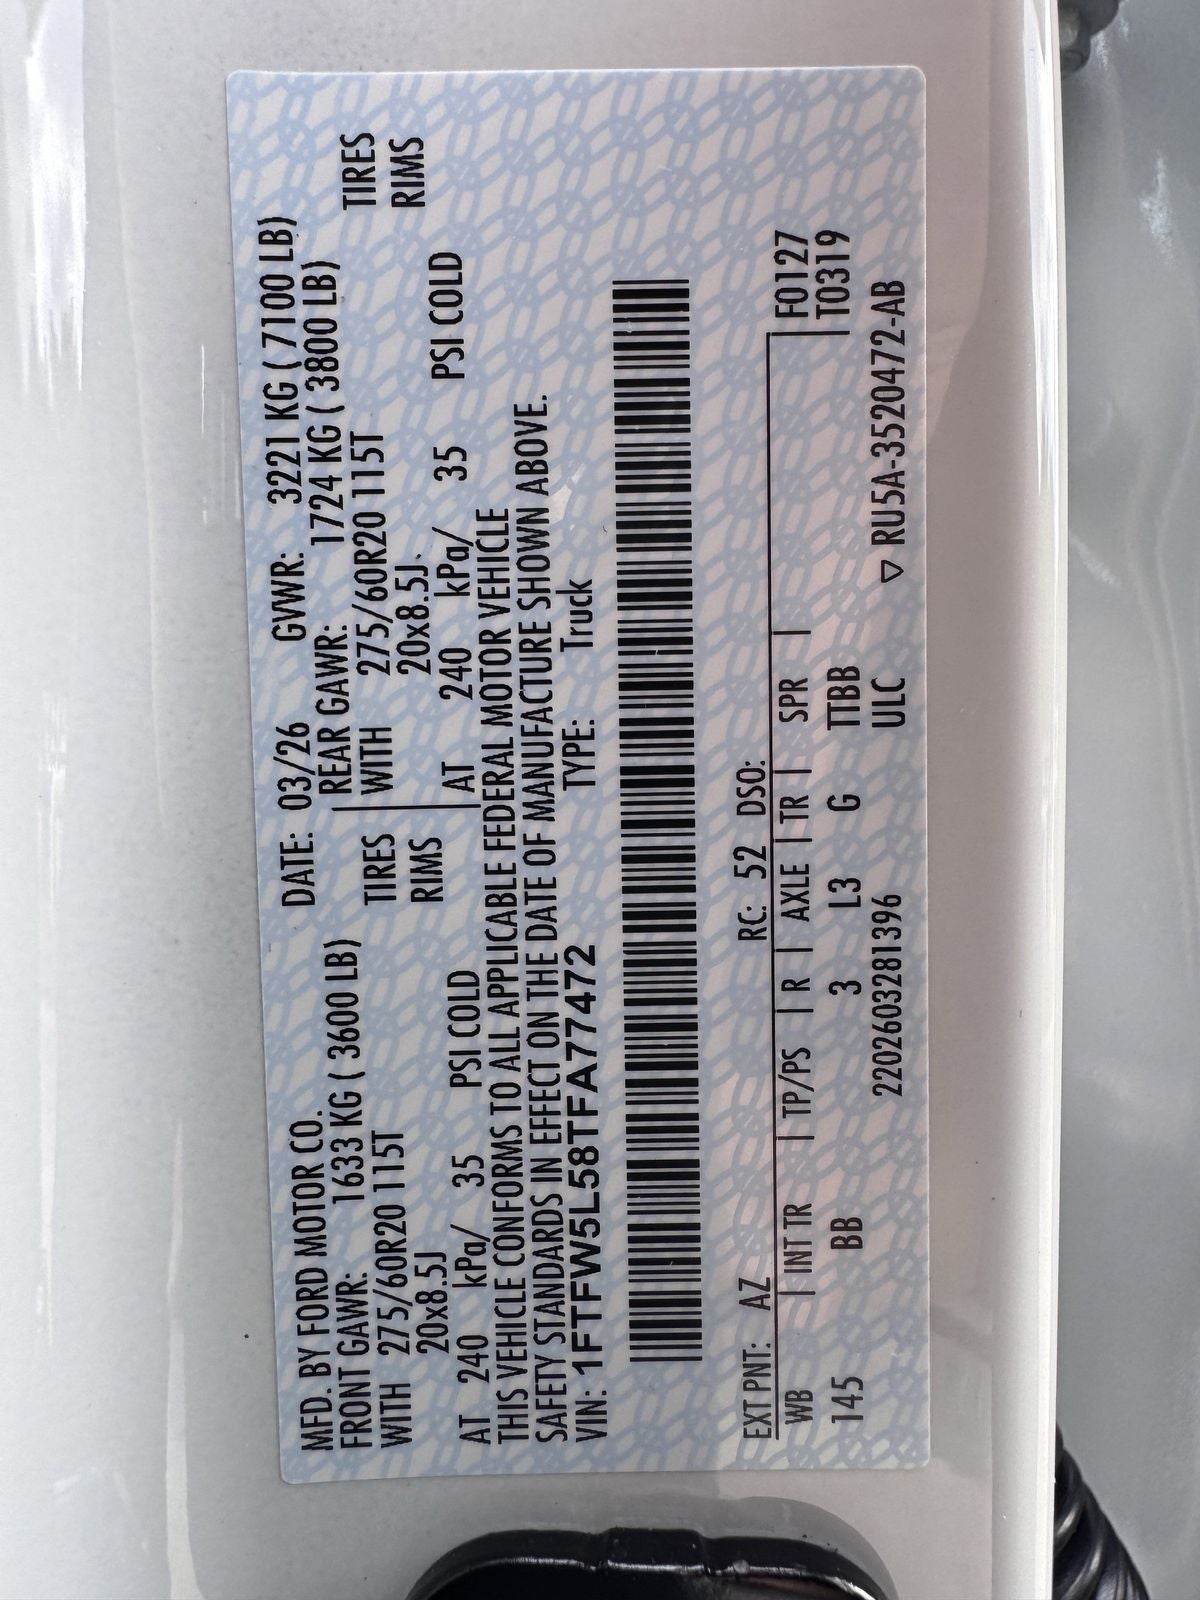 MFD. BY FORD MOTOR CO. DATE: 03/26 GVWR: 3221 KG ( 7100 LB)
FRONT GAWR: 1633 KG ( 3600 LB) REAR GAWR: 1724 KG ( 3800 LB)
WITH 275/60R20 115T TIRES WITH 275/60R20 115T TIRES
20x8.5J RIMS 20x8.5J RIMS
AT 240 kPa/ 35 PSI COLD AT 240 kPa/ 35 PSI COLD
THIS VEHICLE CONFORMS TO ALL APPLICABLE FEDERAL MOTOR VEHICLE
SAFETY STANDARDS IN EFFECT ON THE DATE OF MANUFACTURE SHOWN ABOVE.
VIN: 1FTFW5L58TFA77472 TYPE: Truck
EXT PNT: AZ RC: 52 DSO:
WB INT TR TP/PS R AXLE TR SPR F0127
145 BB 3 L3 G TTBB T0319
2202603281396 ULC ▽ RU5A-3520472-AB